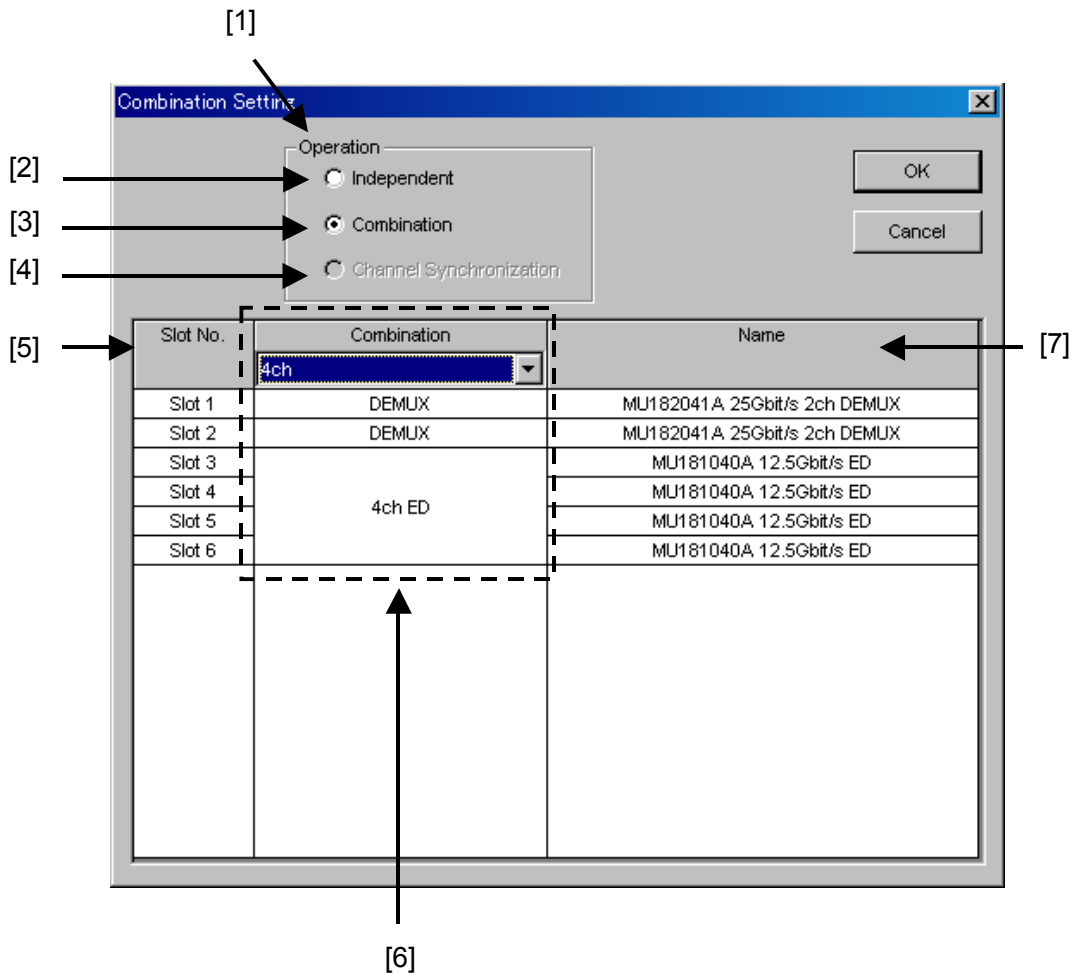 [1]
Combination Setting
Operation
[2]
Independent
OK
[3]
Combination
Cancel
[4]
Channel Synchronization
[5]
Slot No.
Combination
Name
[7]
4ch
Slot 1 DEMUX MU182041A 25Gbit/s 2ch DEMUX
Slot 2 DEMUX MU182041A 25Gbit/s 2ch DEMUX
Slot 3 MU181040A 12.5Gbit/s ED
Slot 4 MU181040A 12.5Gbit/s ED
4ch ED
Slot 5 MU181040A 12.5Gbit/s ED
Slot 6 MU181040A 12.5Gbit/s ED
[6]